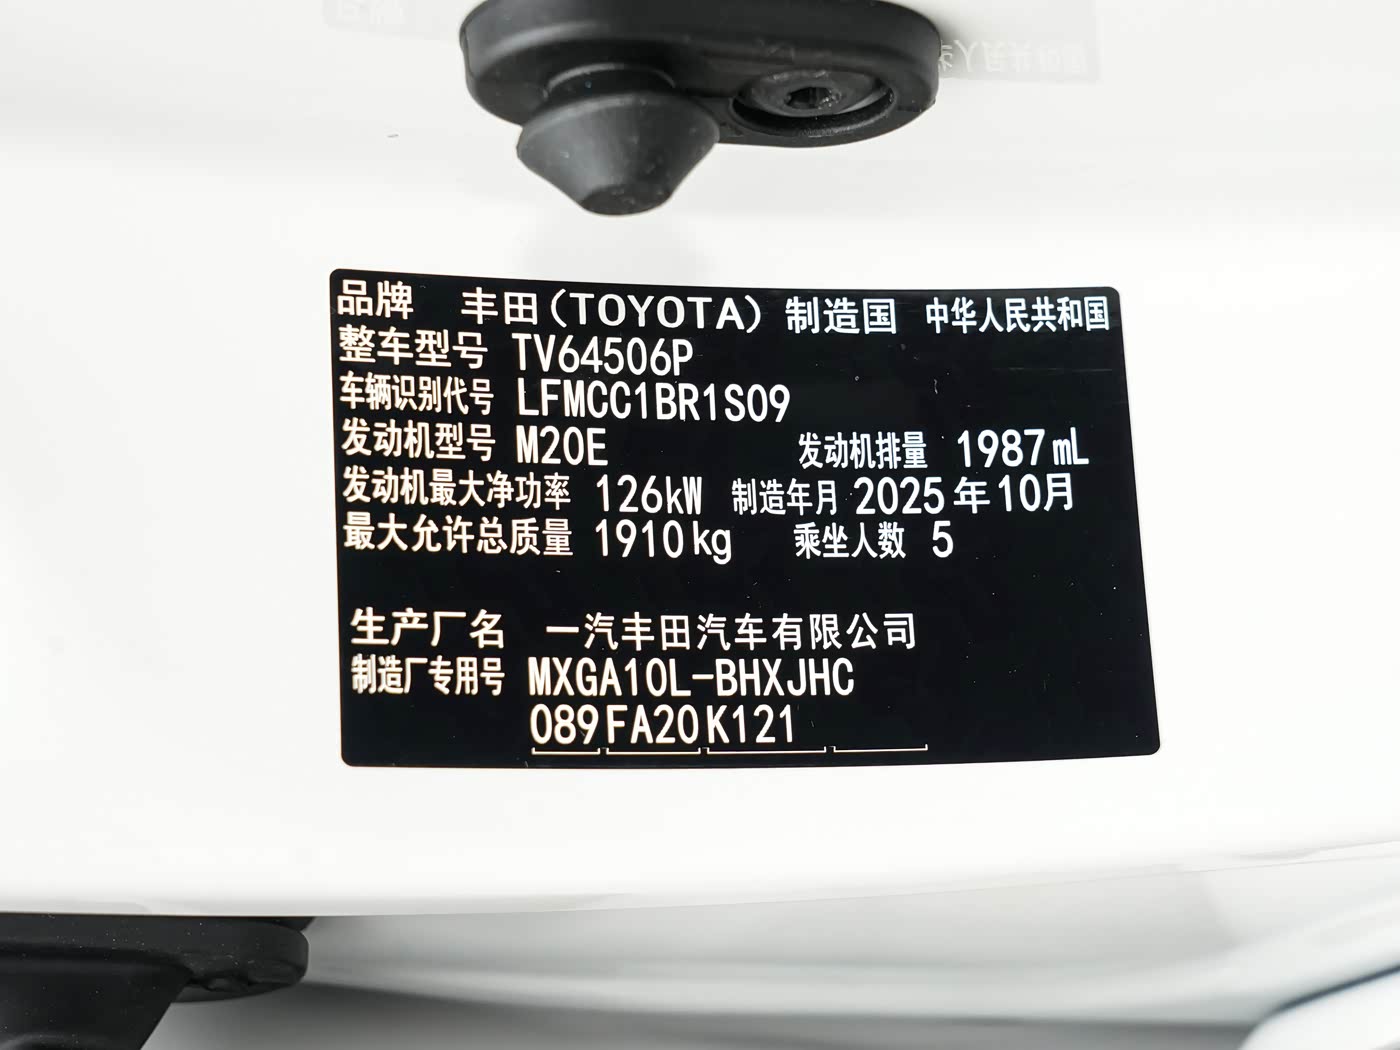 品牌 丰田(TOYOTA) 制造国 中华人民共和国
整车型号 TV64506P
车辆识别代号 LFMCC1BR1S09
发动机型号 M20E 发动机排量 1987mL
发动机最大净功率 126kW 制造年月 2025年10月
最大允许总质量 1910kg 乘坐人数 5
生产厂名 一汽丰田汽车有限公司
制造厂专用号 MXGA10L-BHXJHC
089FA20K121